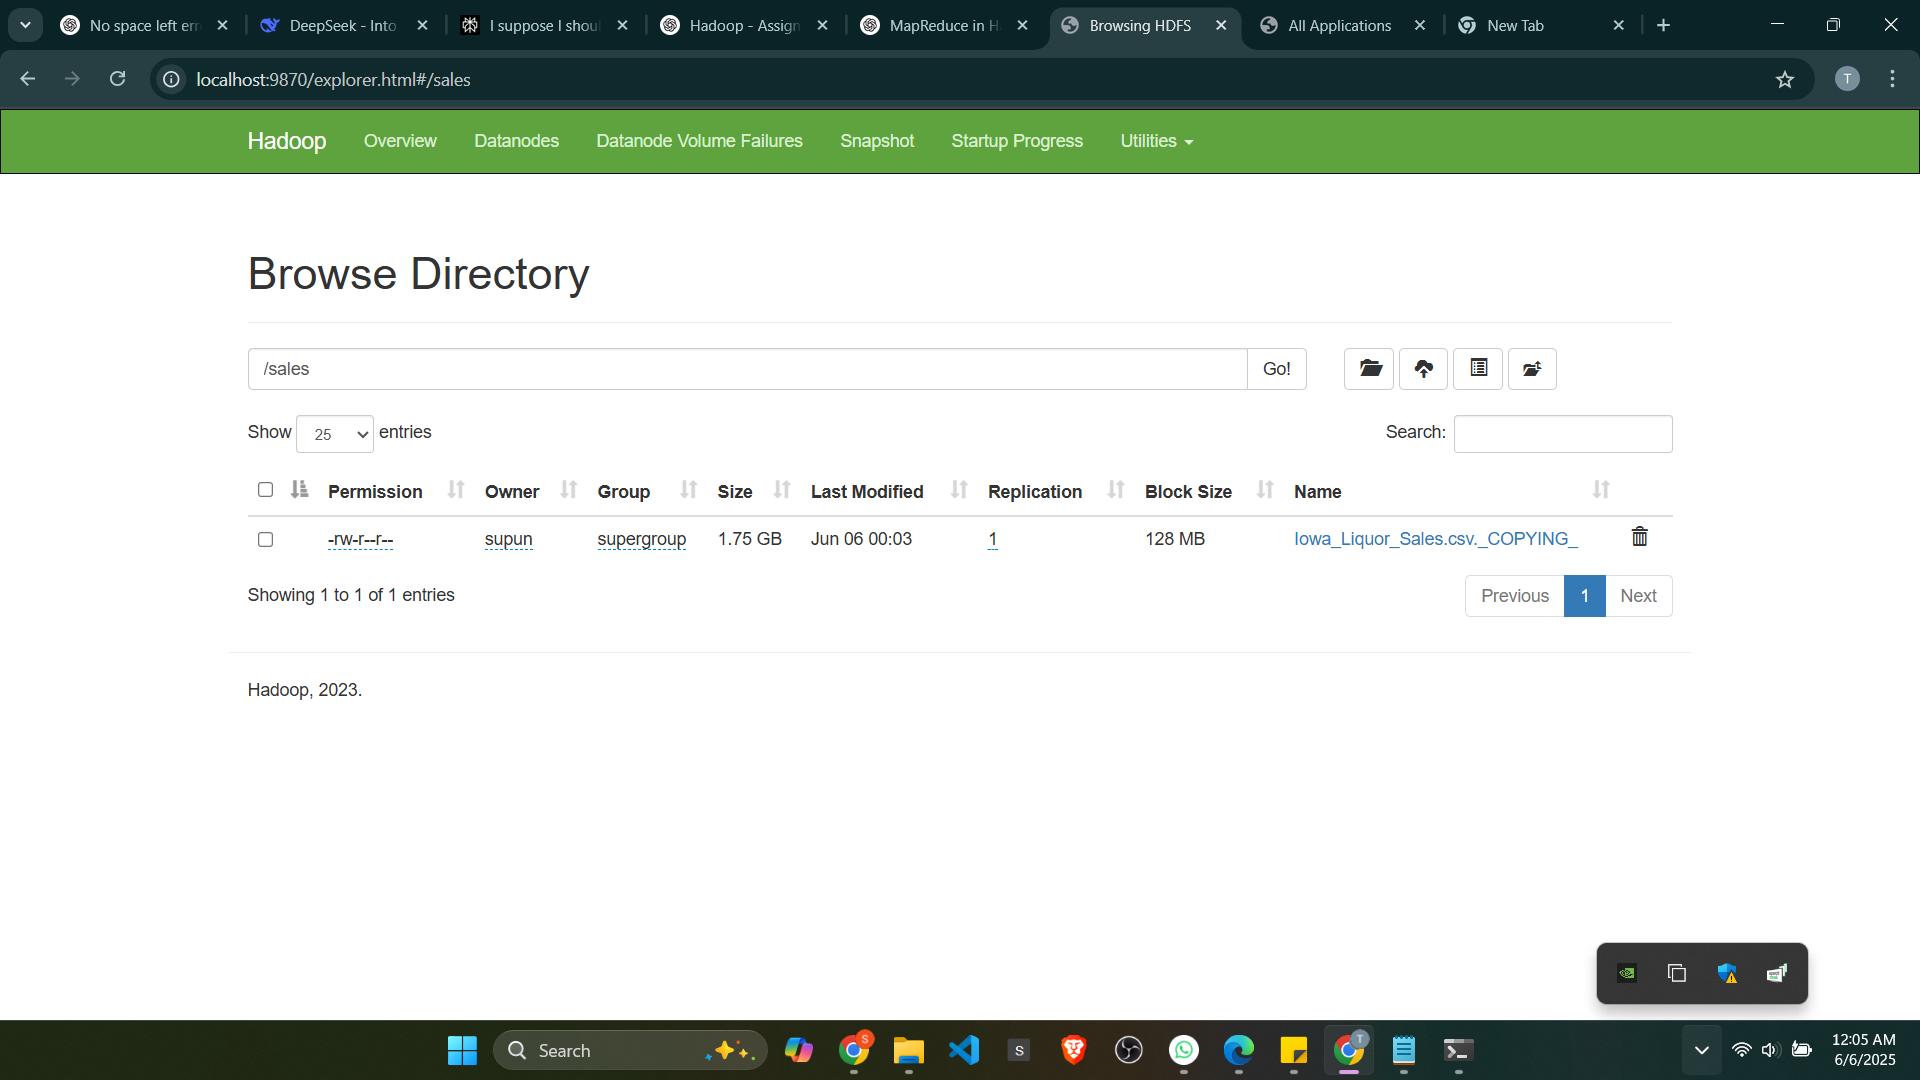 No space left err
DeepSeek - Into
I suppose I shoul
Hadoop - Assign
MapReduce in H
Browsing HDFS
All Applications
New Tab
localhost:9870/explorer.html#/sales
T
Hadoop Overview Datanodes Datanode Volume Failures Snapshot Startup Progress Utilities
Browse Directory
/sales Go!
Show 25 entries Search:
Permission Owner Group Size Last Modified Replication Block Size Name
-rw-r--r-- supun supergroup 1.75 GB Jun 06 00:03 1 128 MB Iowa_Liquor_Sales.csv._COPYING_
Showing 1 to 1 of 1 entries Previous 1 Next
Hadoop, 2023.
Search
S
S
T
12:05 AM
6/6/2025